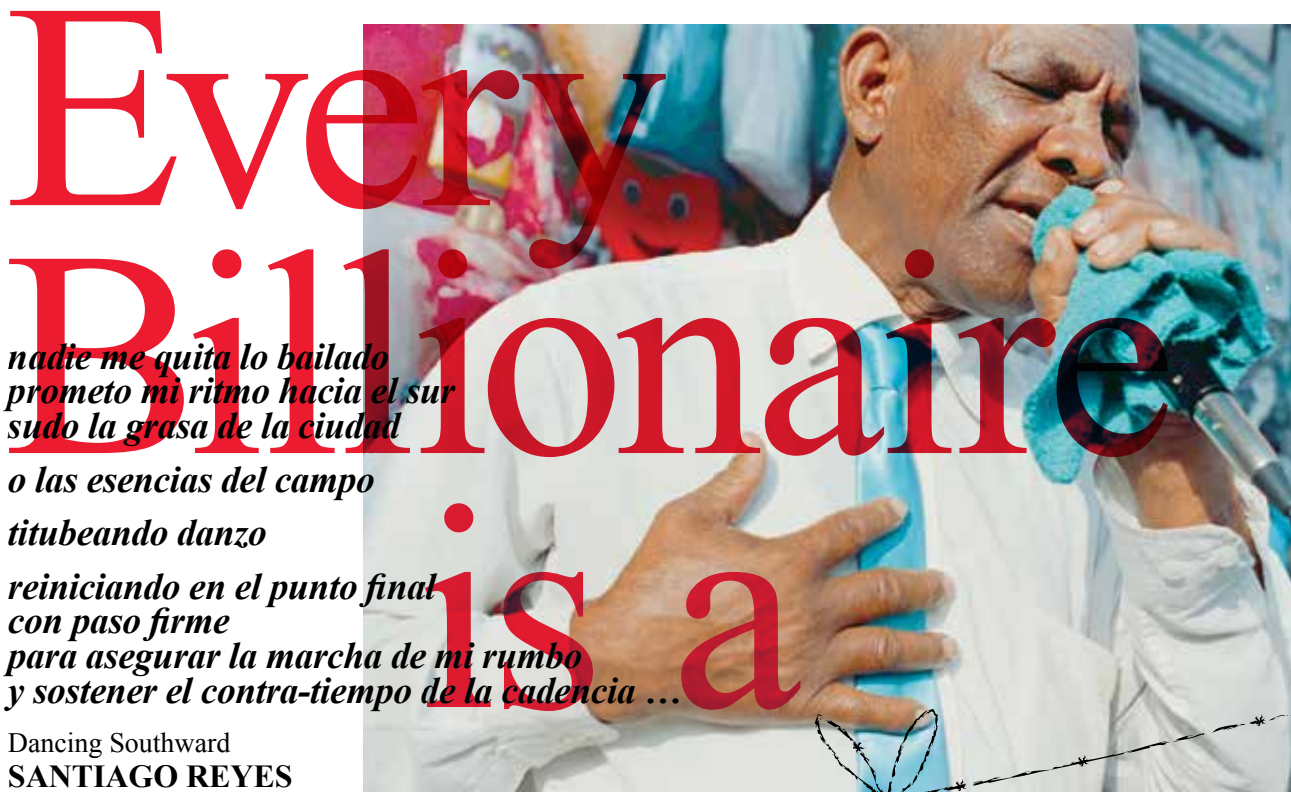 Every
Billionaire
is a
nadie me quita lo bailado
prometo mi ritmo hacia el sur
sudo la grasa de la ciudad
o las esencias del campo
titubeando danzo
reiniciando en el punto final
con paso firme
para asegurar la marcha de mi rumbo
y sostener el contra-tiempo de la cadencia …
Dancing Southward
SANTIAGO REYES